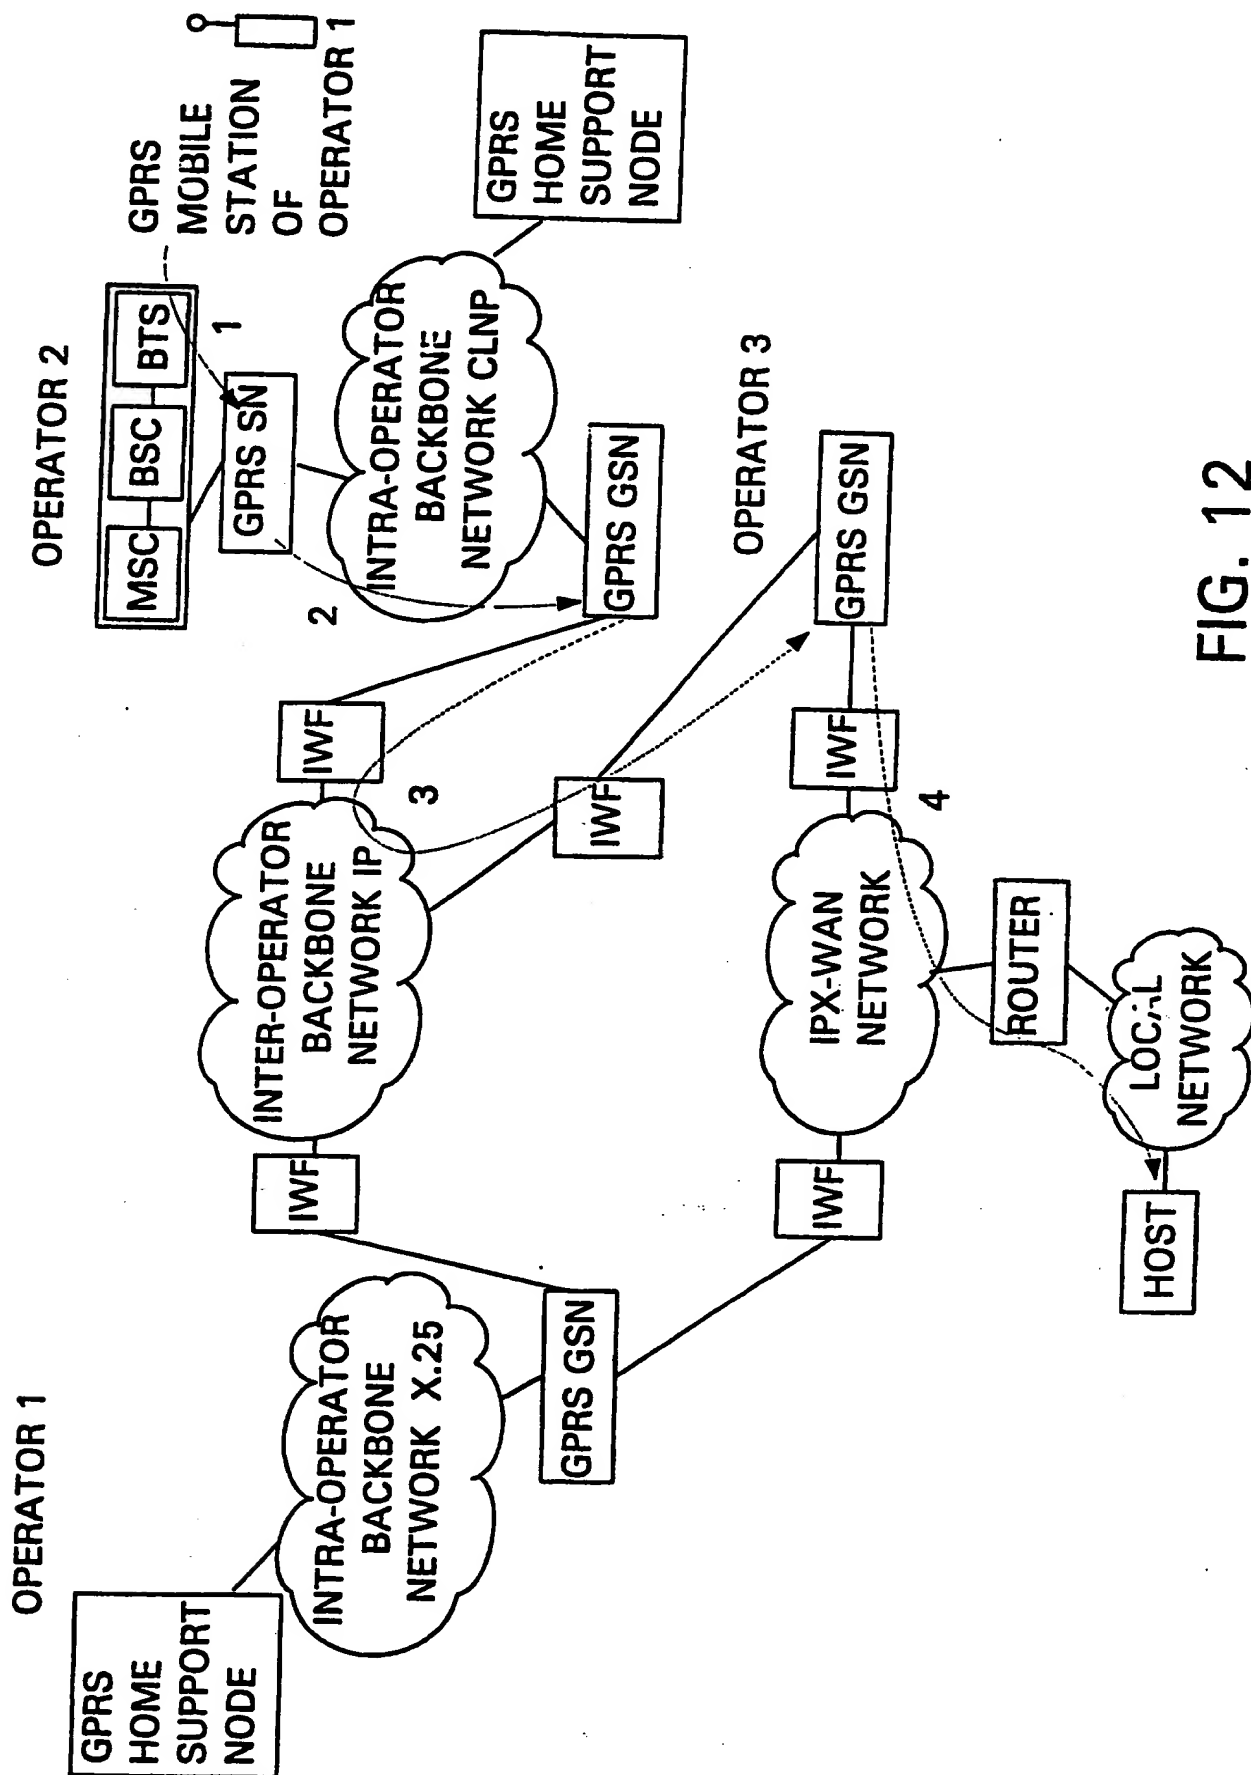 OPERATOR 1
GPRS
HOME
SUPPORT
NODE
INTRA-OPERATOR
BACKBONE
NETWORK X.25
GPRS GSN
IWF
INTER-OPERATOR
BACKBONE
NETWORK IP
IWF
3
IWF
OPERATOR 2
MSC
BSC
BTS
GPRS SN
1
2
GPRS
MOBILE
STATION
OF
OPERATOR 1
INTRA-OPERATOR
BACKBONE
NETWORK CLNP
GPRS
HOME
SUPPORT
NODE
GPRS GSN
OPERATOR 3
GPRS GSN
IWF
4
IPX-WAN
NETWORK
IWF
ROUTER
LOCAL
NETWORK
HOST
FIG. 12